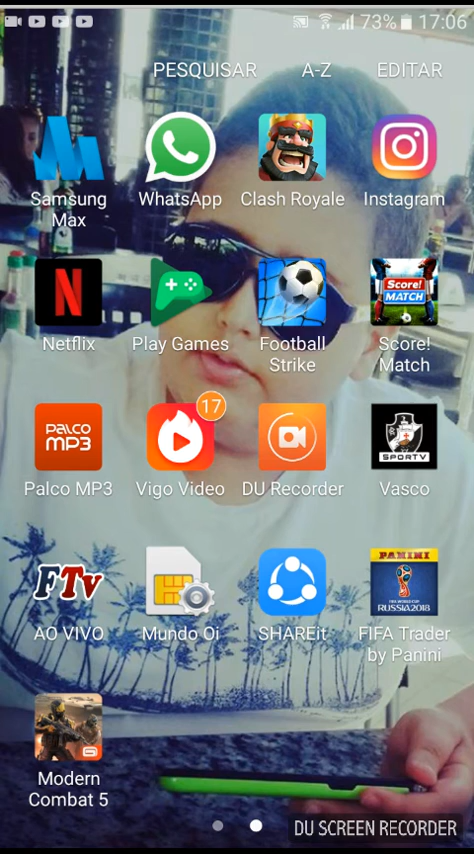 73% 17:06
PESQUISAR A-Z EDITAR
Samsung Max
WhatsApp
Clash Royale
Instagram
Netflix
Play Games
Score!
MATCH
Football Strike
Score! Match
PALCO
MP3
17
SPORTV
Palco MP3
Vigo Video
DU Recorder
Vasco
FTv
PANINI
FIFA WORLD CUP
RUSSIA 2018
AO VIVO
Mundo Oi
SHAREit
FIFA Trader by Panini
Modern Combat 5
DU SCREEN RECORDER